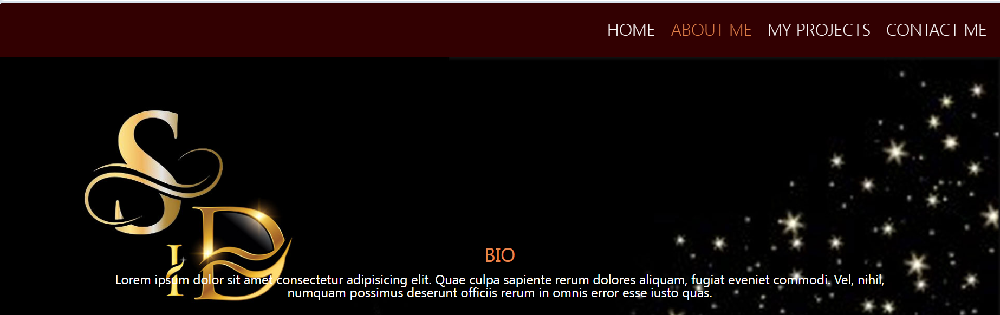 HOME ABOUT ME MY PROJECTS CONTACT ME
S
I D
BIO
Lorem ipsum dolor sit amet consectetur adipisicing elit. Quae culpa sapiente rerum dolores aliquam, fugiat eveniet commodi. Vel, nihil,
numquam possimus deserunt officiis rerum in omnis error esse iusto quas.